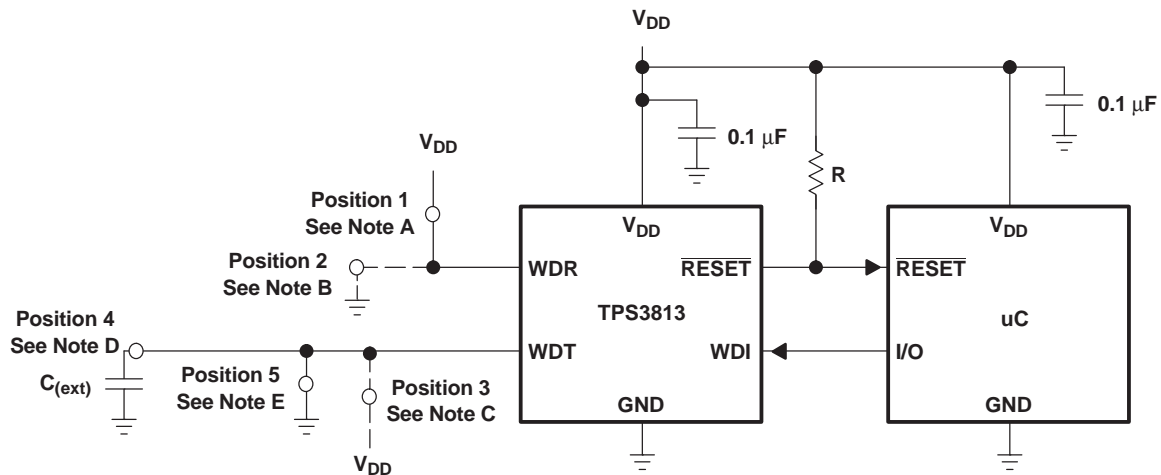 VDD
0.1 μF
0.1 μF
VDD
R
Position 1
See Note A
VDD
VDD
Position 2
See Note B
WDR
RESET
RESET
TPS3813
uC
Position 4
See Note D
WDT
WDI
I/O
C(ext)
Position 5
See Note E
Position 3
See Note C
GND
GND
VDD